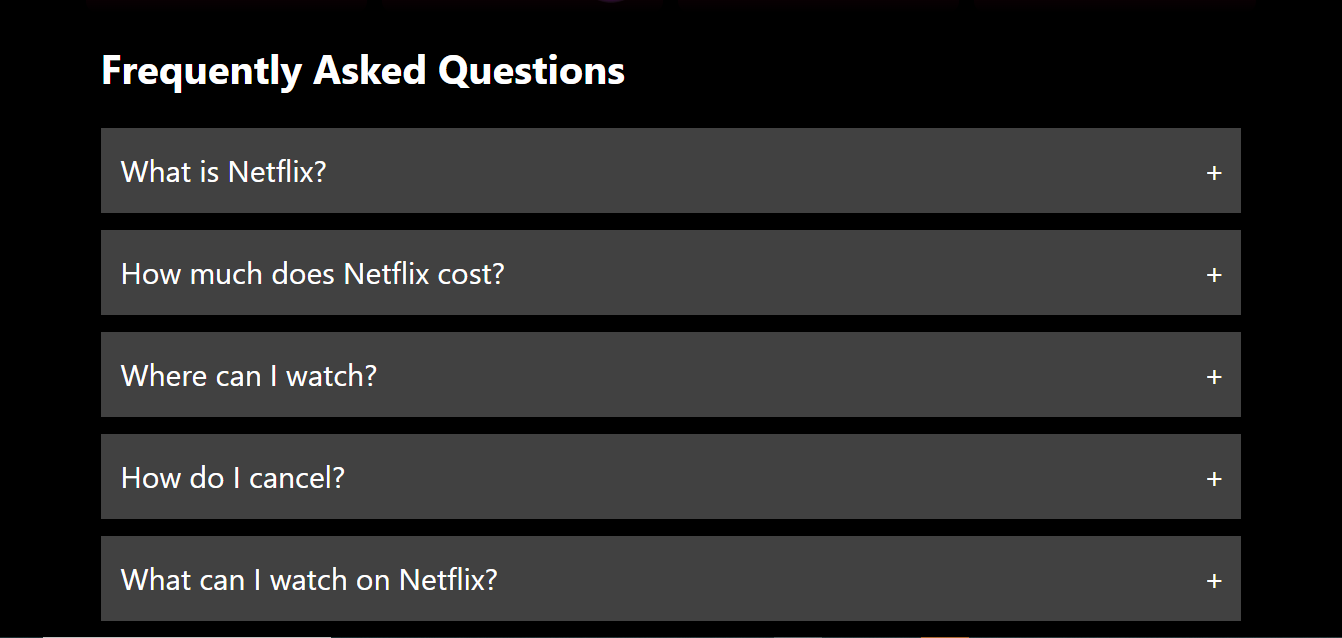 Frequently Asked Questions
What is Netflix? +
How much does Netflix cost? +
Where can I watch? +
How do I cancel? +
What can I watch on Netflix? +